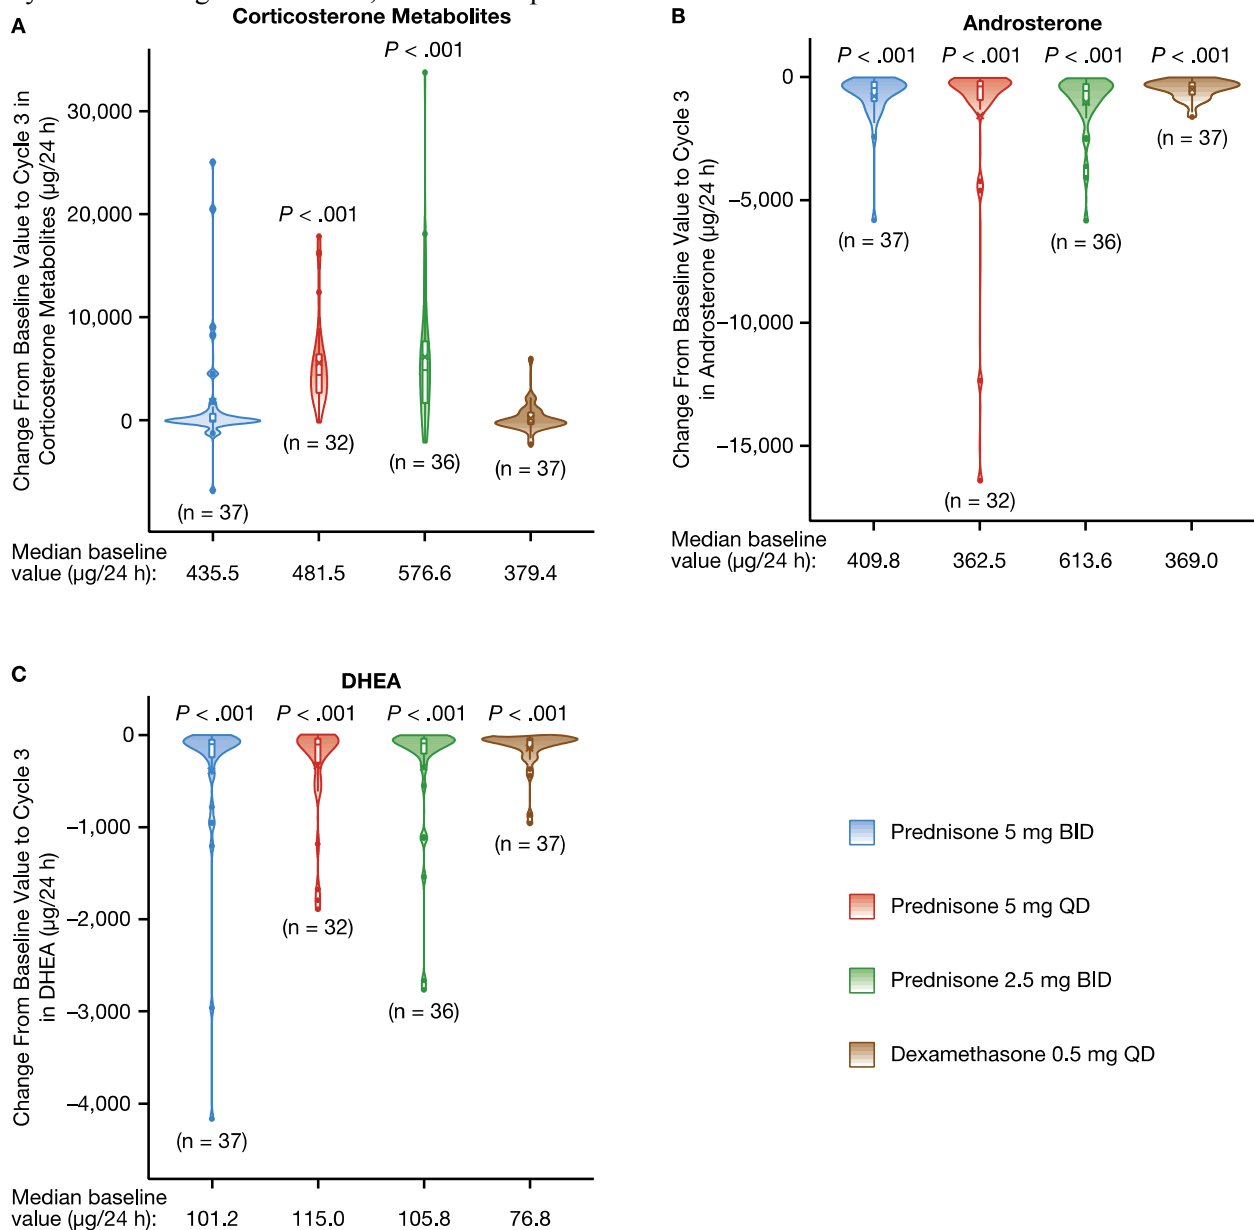 Corticosterone Metabolites
A
P < .001
30,000
20,000
10,000
0
P < .001
(n = 37)
(n = 32)
(n = 36)
(n = 37)
Change From Baseline Value to Cycle 3 in
Corticosterone Metabolites (µg/24 h)
Median baseline
value (µg/24 h):
435.5
481.5
576.6
379.4
B
Androsterone
P < .001
P < .001
P < .001
P < .001
0
−5,000
−10,000
−15,000
(n = 37)
(n = 32)
(n = 36)
(n = 37)
Change From Baseline Value to Cycle 3
in Androsterone (µg/24 h)
Median baseline
value (µg/24 h):
409.8
362.5
613.6
369.0
C
DHEA
P < .001
P < .001
P < .001
P < .001
0
−1,000
−2,000
−3,000
−4,000
(n = 37)
(n = 32)
(n = 36)
(n = 37)
Change From Baseline Value to Cycle 3
in DHEA (µg/24 h)
Median baseline
value (µg/24 h):
101.2
115.0
105.8
76.8
Prednisone 5 mg BID
Prednisone 5 mg QD
Prednisone 2.5 mg BID
Dexamethasone 0.5 mg QD